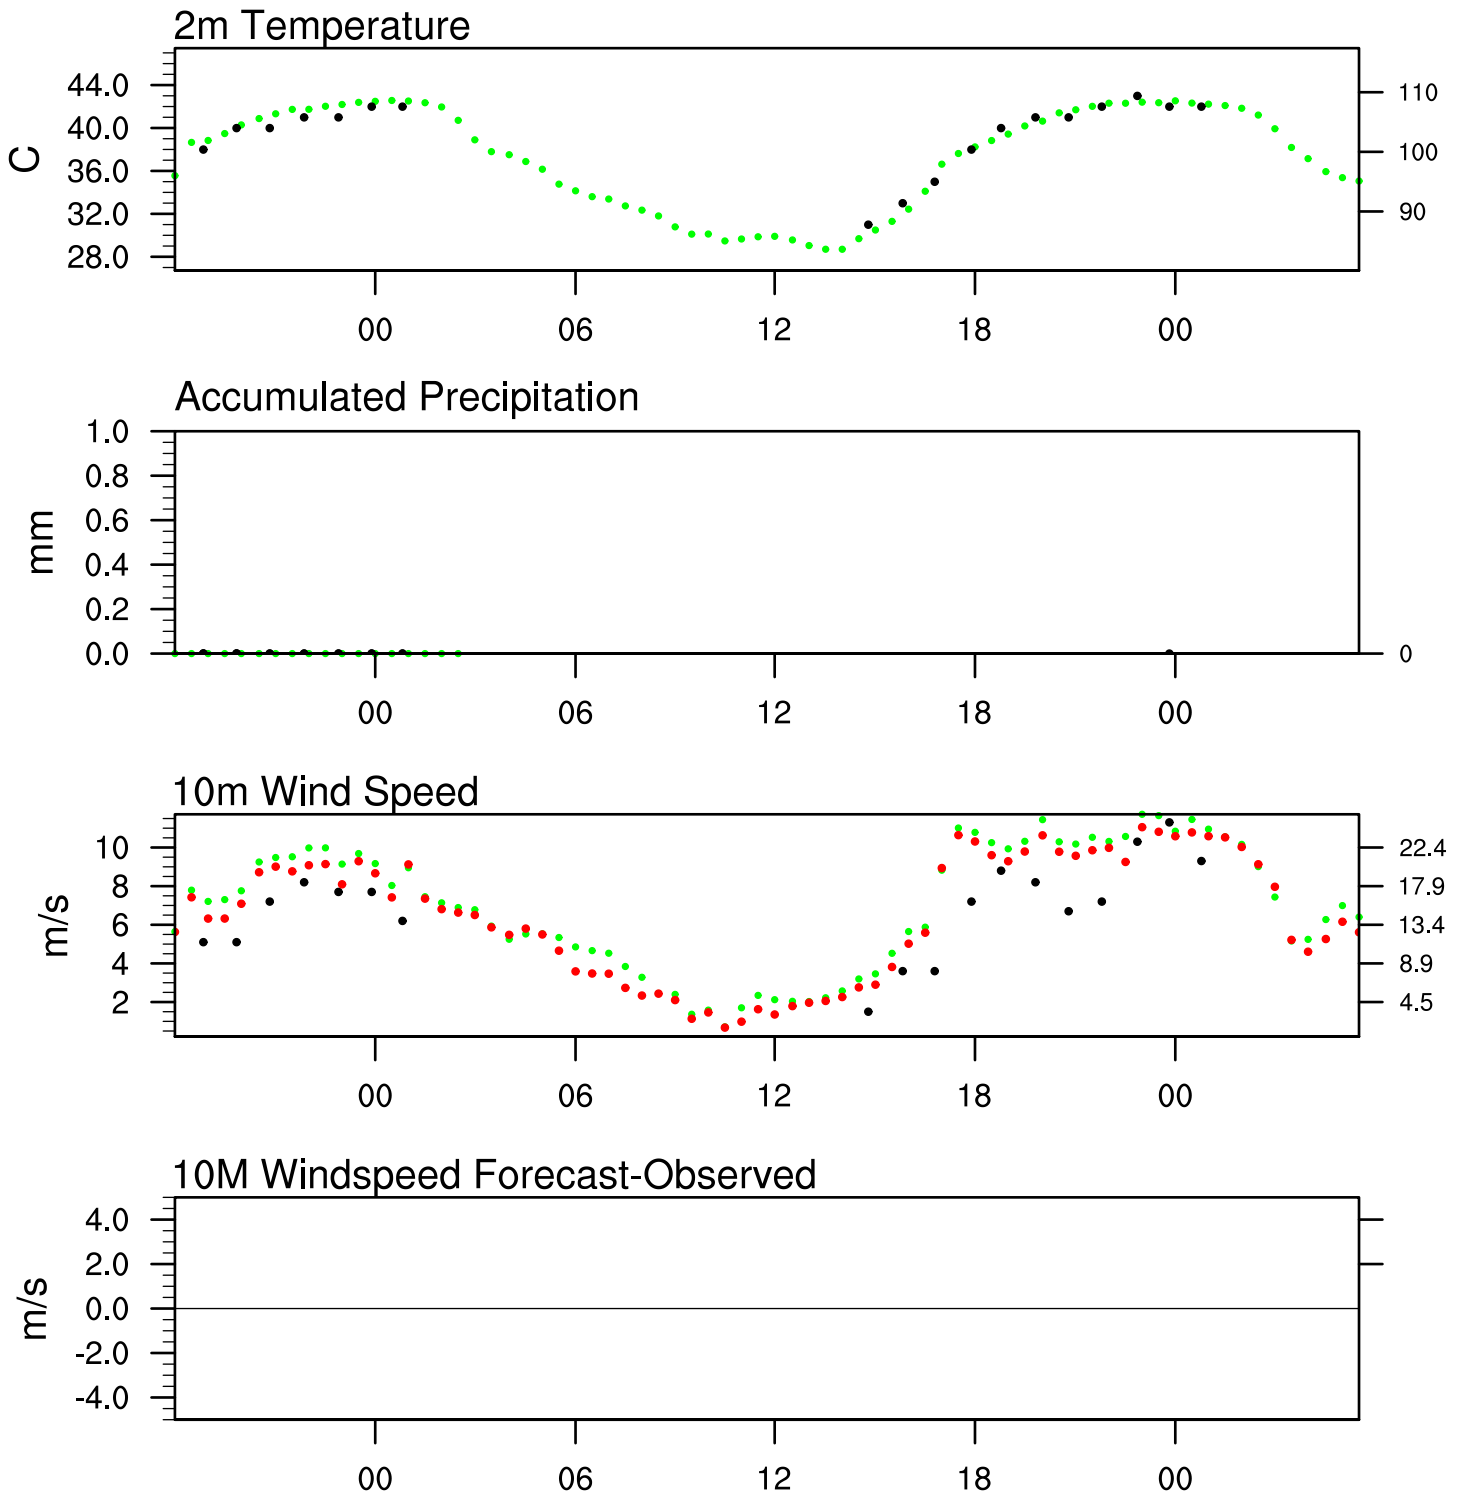 2m Temperature
C
44.0
40.0
36.0
32.0
28.0
110
100
90
00 06 12 18 00
Accumulated Precipitation
mm
1.0
0.8
0.6
0.4
0.2
0.0
0
00 06 12 18 00
10m Wind Speed
m/s
10
8
6
4
2
22.4
17.9
13.4
8.9
4.5
00 06 12 18 00
10M Windspeed Forecast-Observed
m/s
4.0
2.0
0.0
-2.0
-4.0
00 06 12 18 00